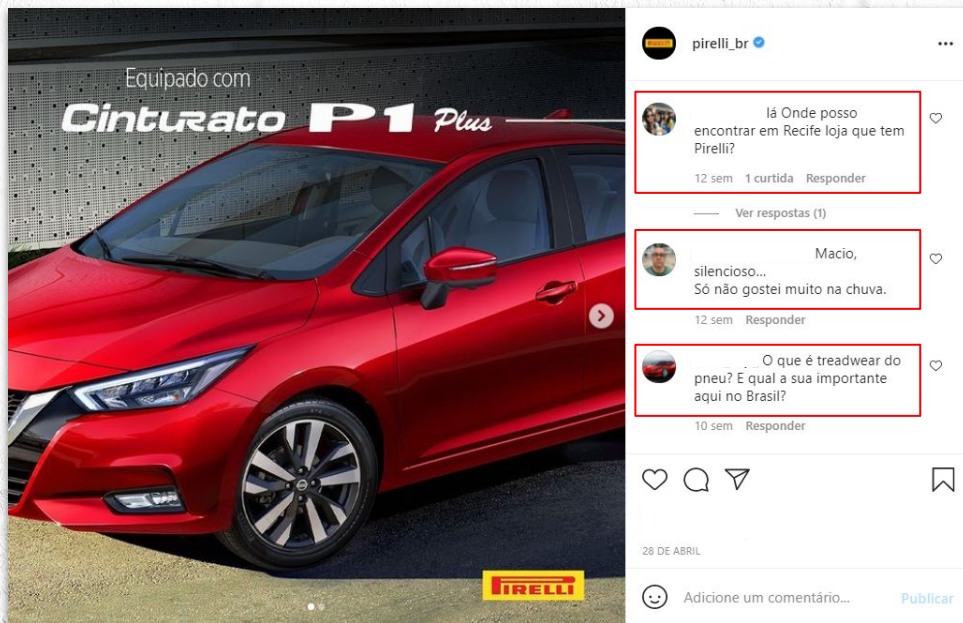 Equipado com
Cinturato P1 Plus
PIRELLI
PIRELLI
pirelli_br
lá Onde posso
encontrar em Recife loja que tem
Pirelli?
12 sem 1 curtida Responder
Ver respostas (1)
Macio,
silencioso...
Só não gostei muito na chuva.
12 sem Responder
O que é treadwear do
pneu? E qual a sua importante
aqui no Brasil?
10 sem Responder
28 DE ABRIL
Adicione um comentário...
Publicar